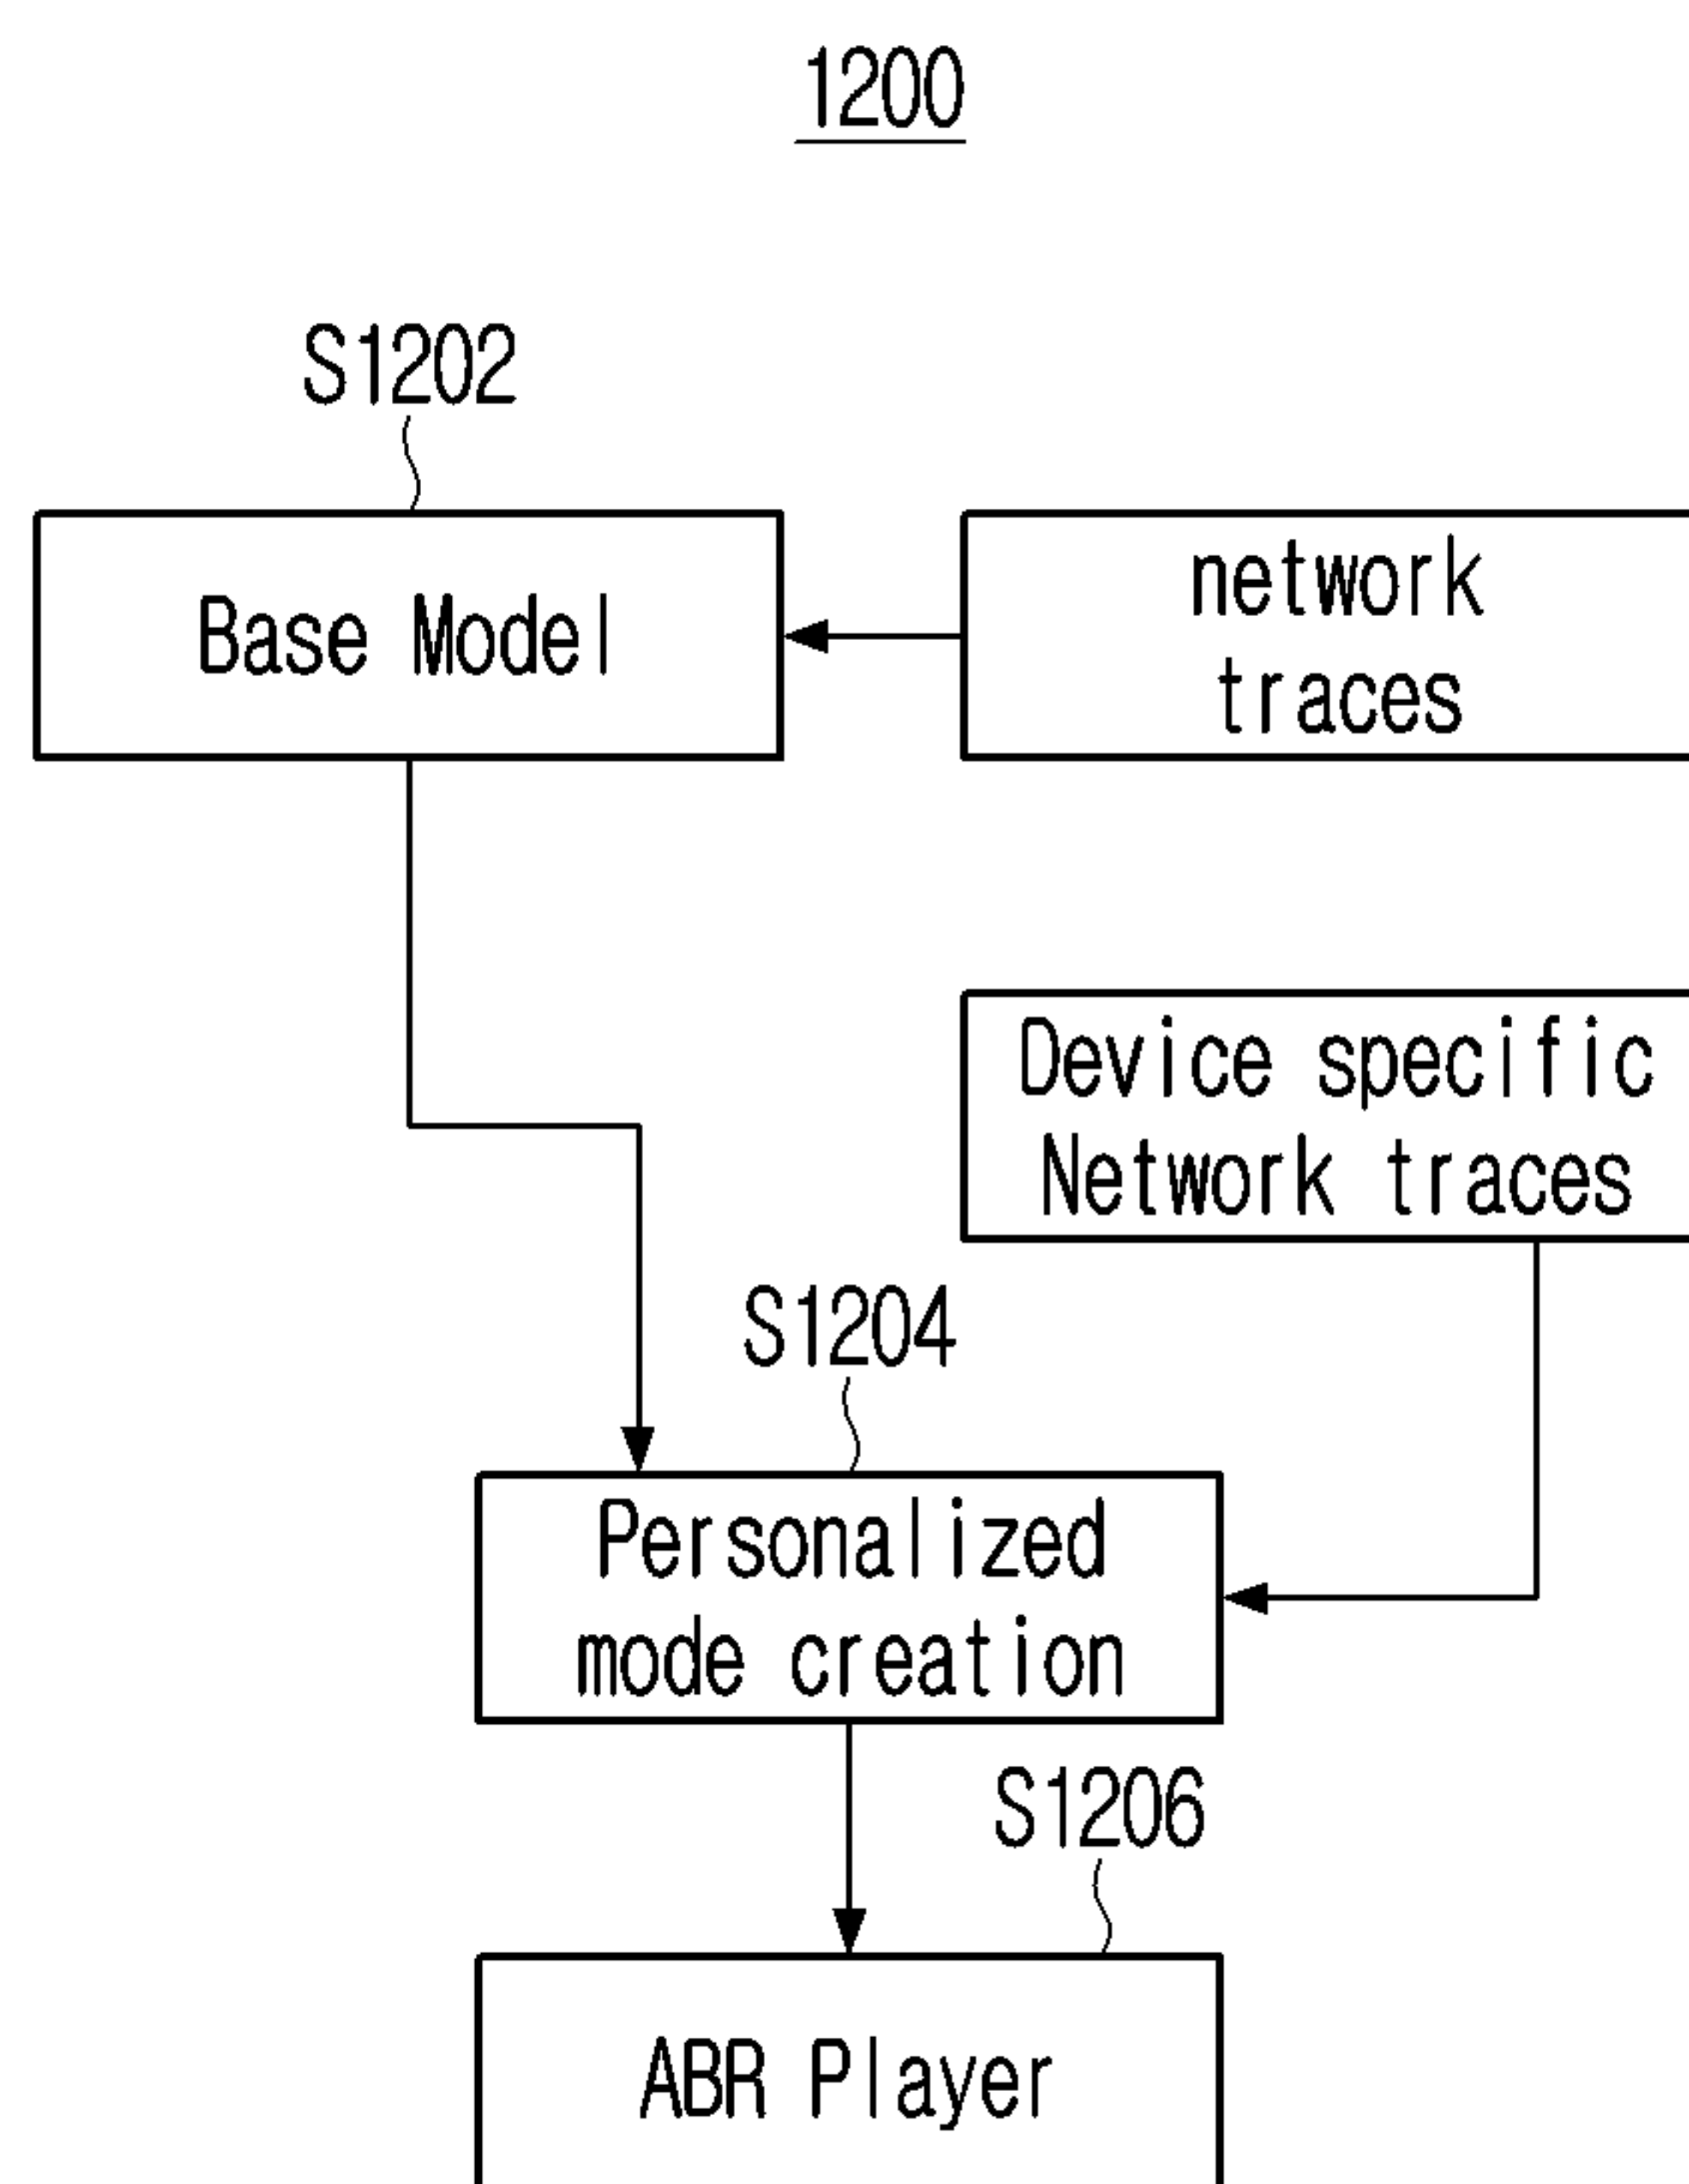 1200
S1202
Base Model
network
traces
Device specific
Network traces
S1204
Personalized
mode creation
S1206
ABR Player